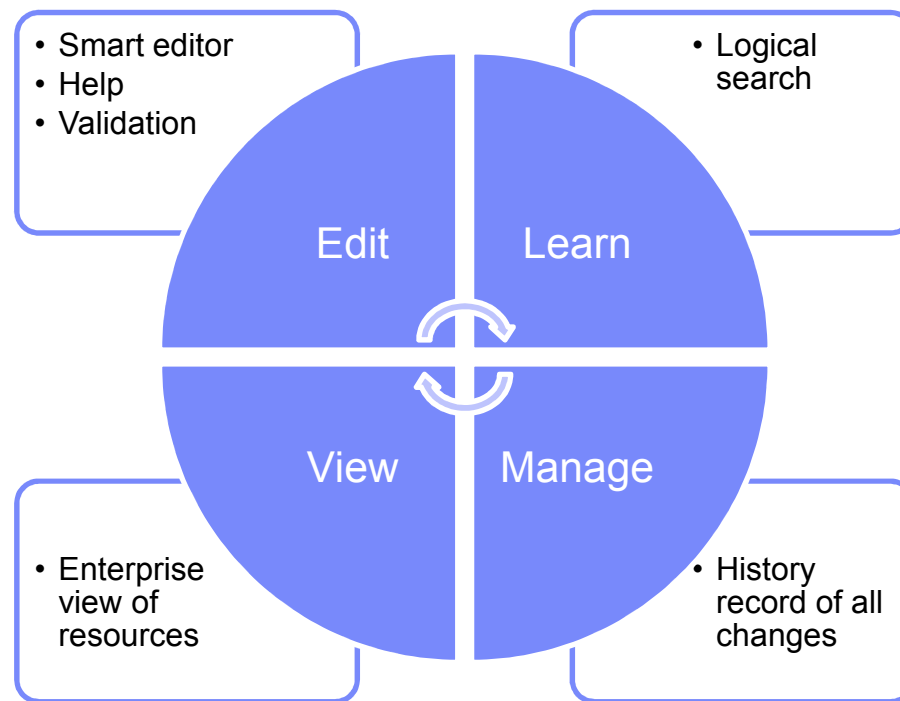 • Smart editor
• Help
• Validation
• Logical
search
Edit
Learn
View
Manage
• Enterprise
view of
resources
• History
record of all
changes